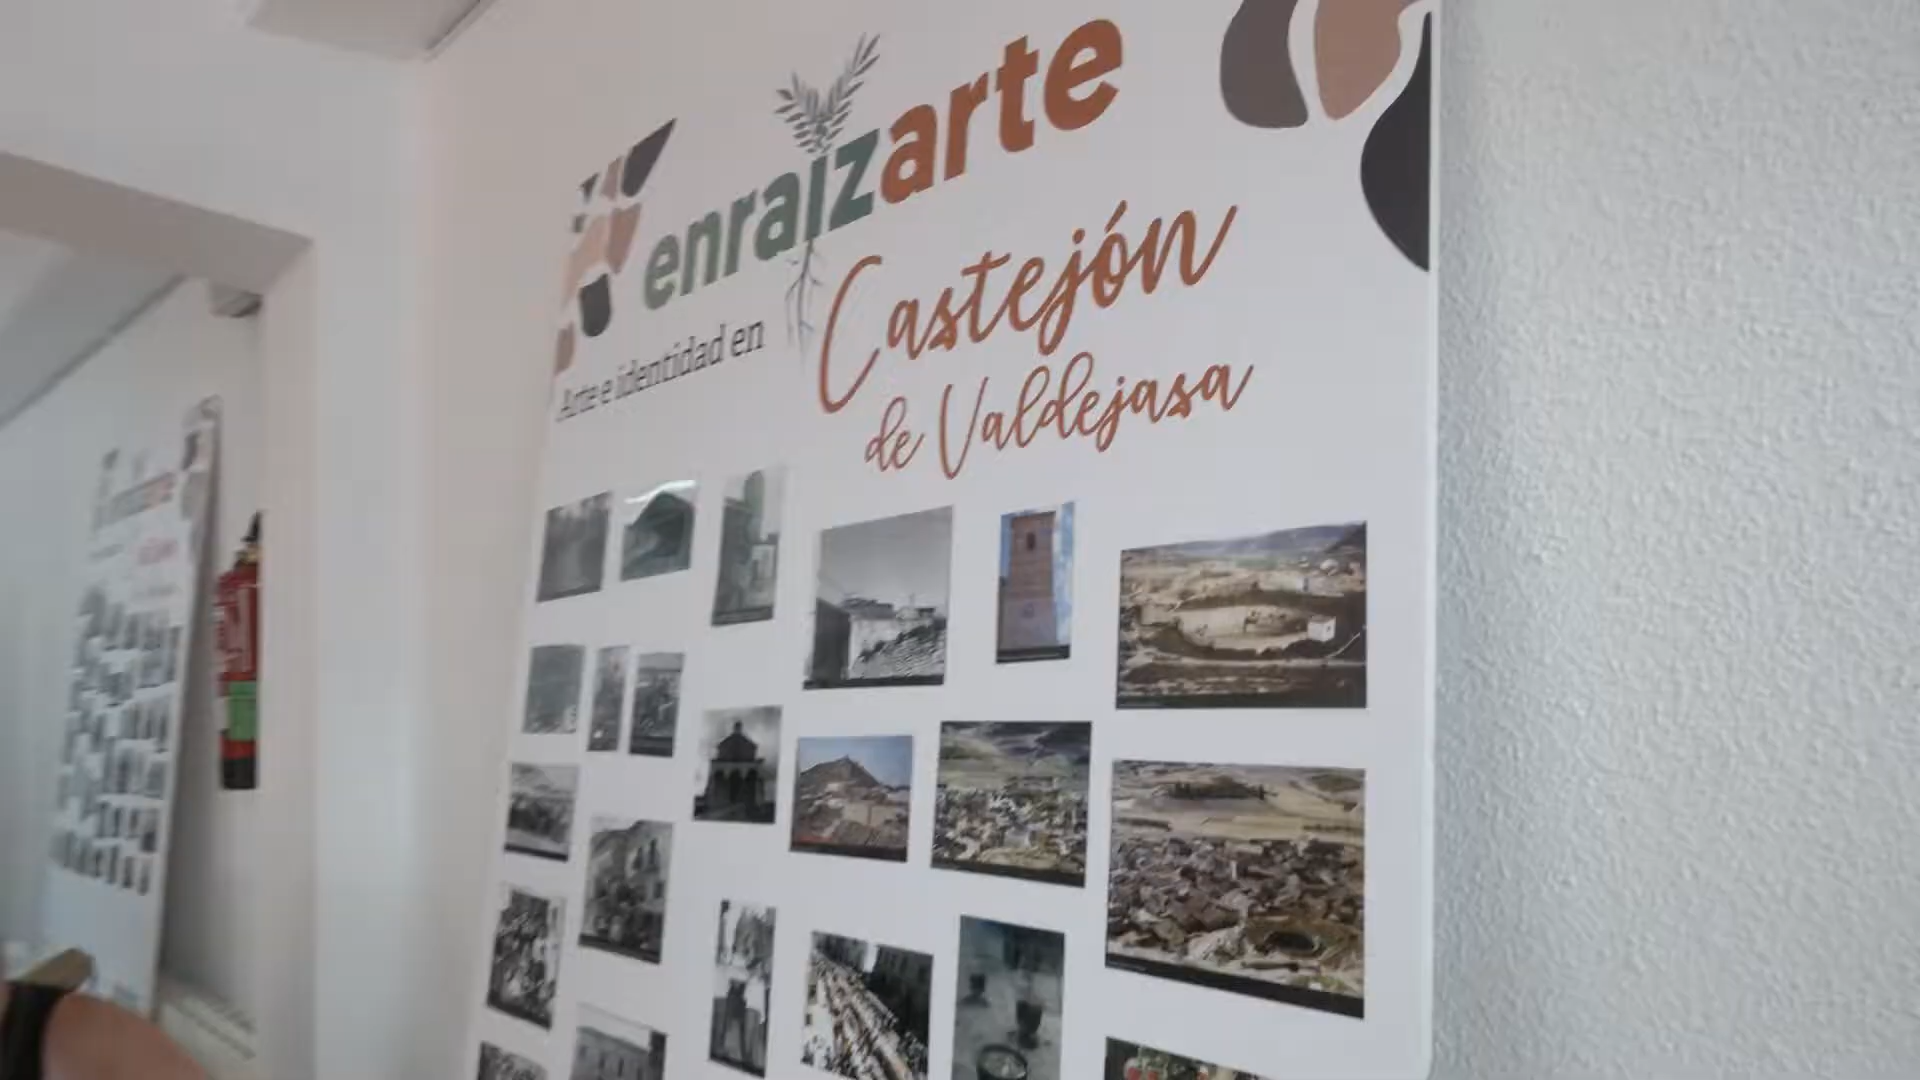 enraizarte
Arte e identidad en
Castejón
de Valdejasa